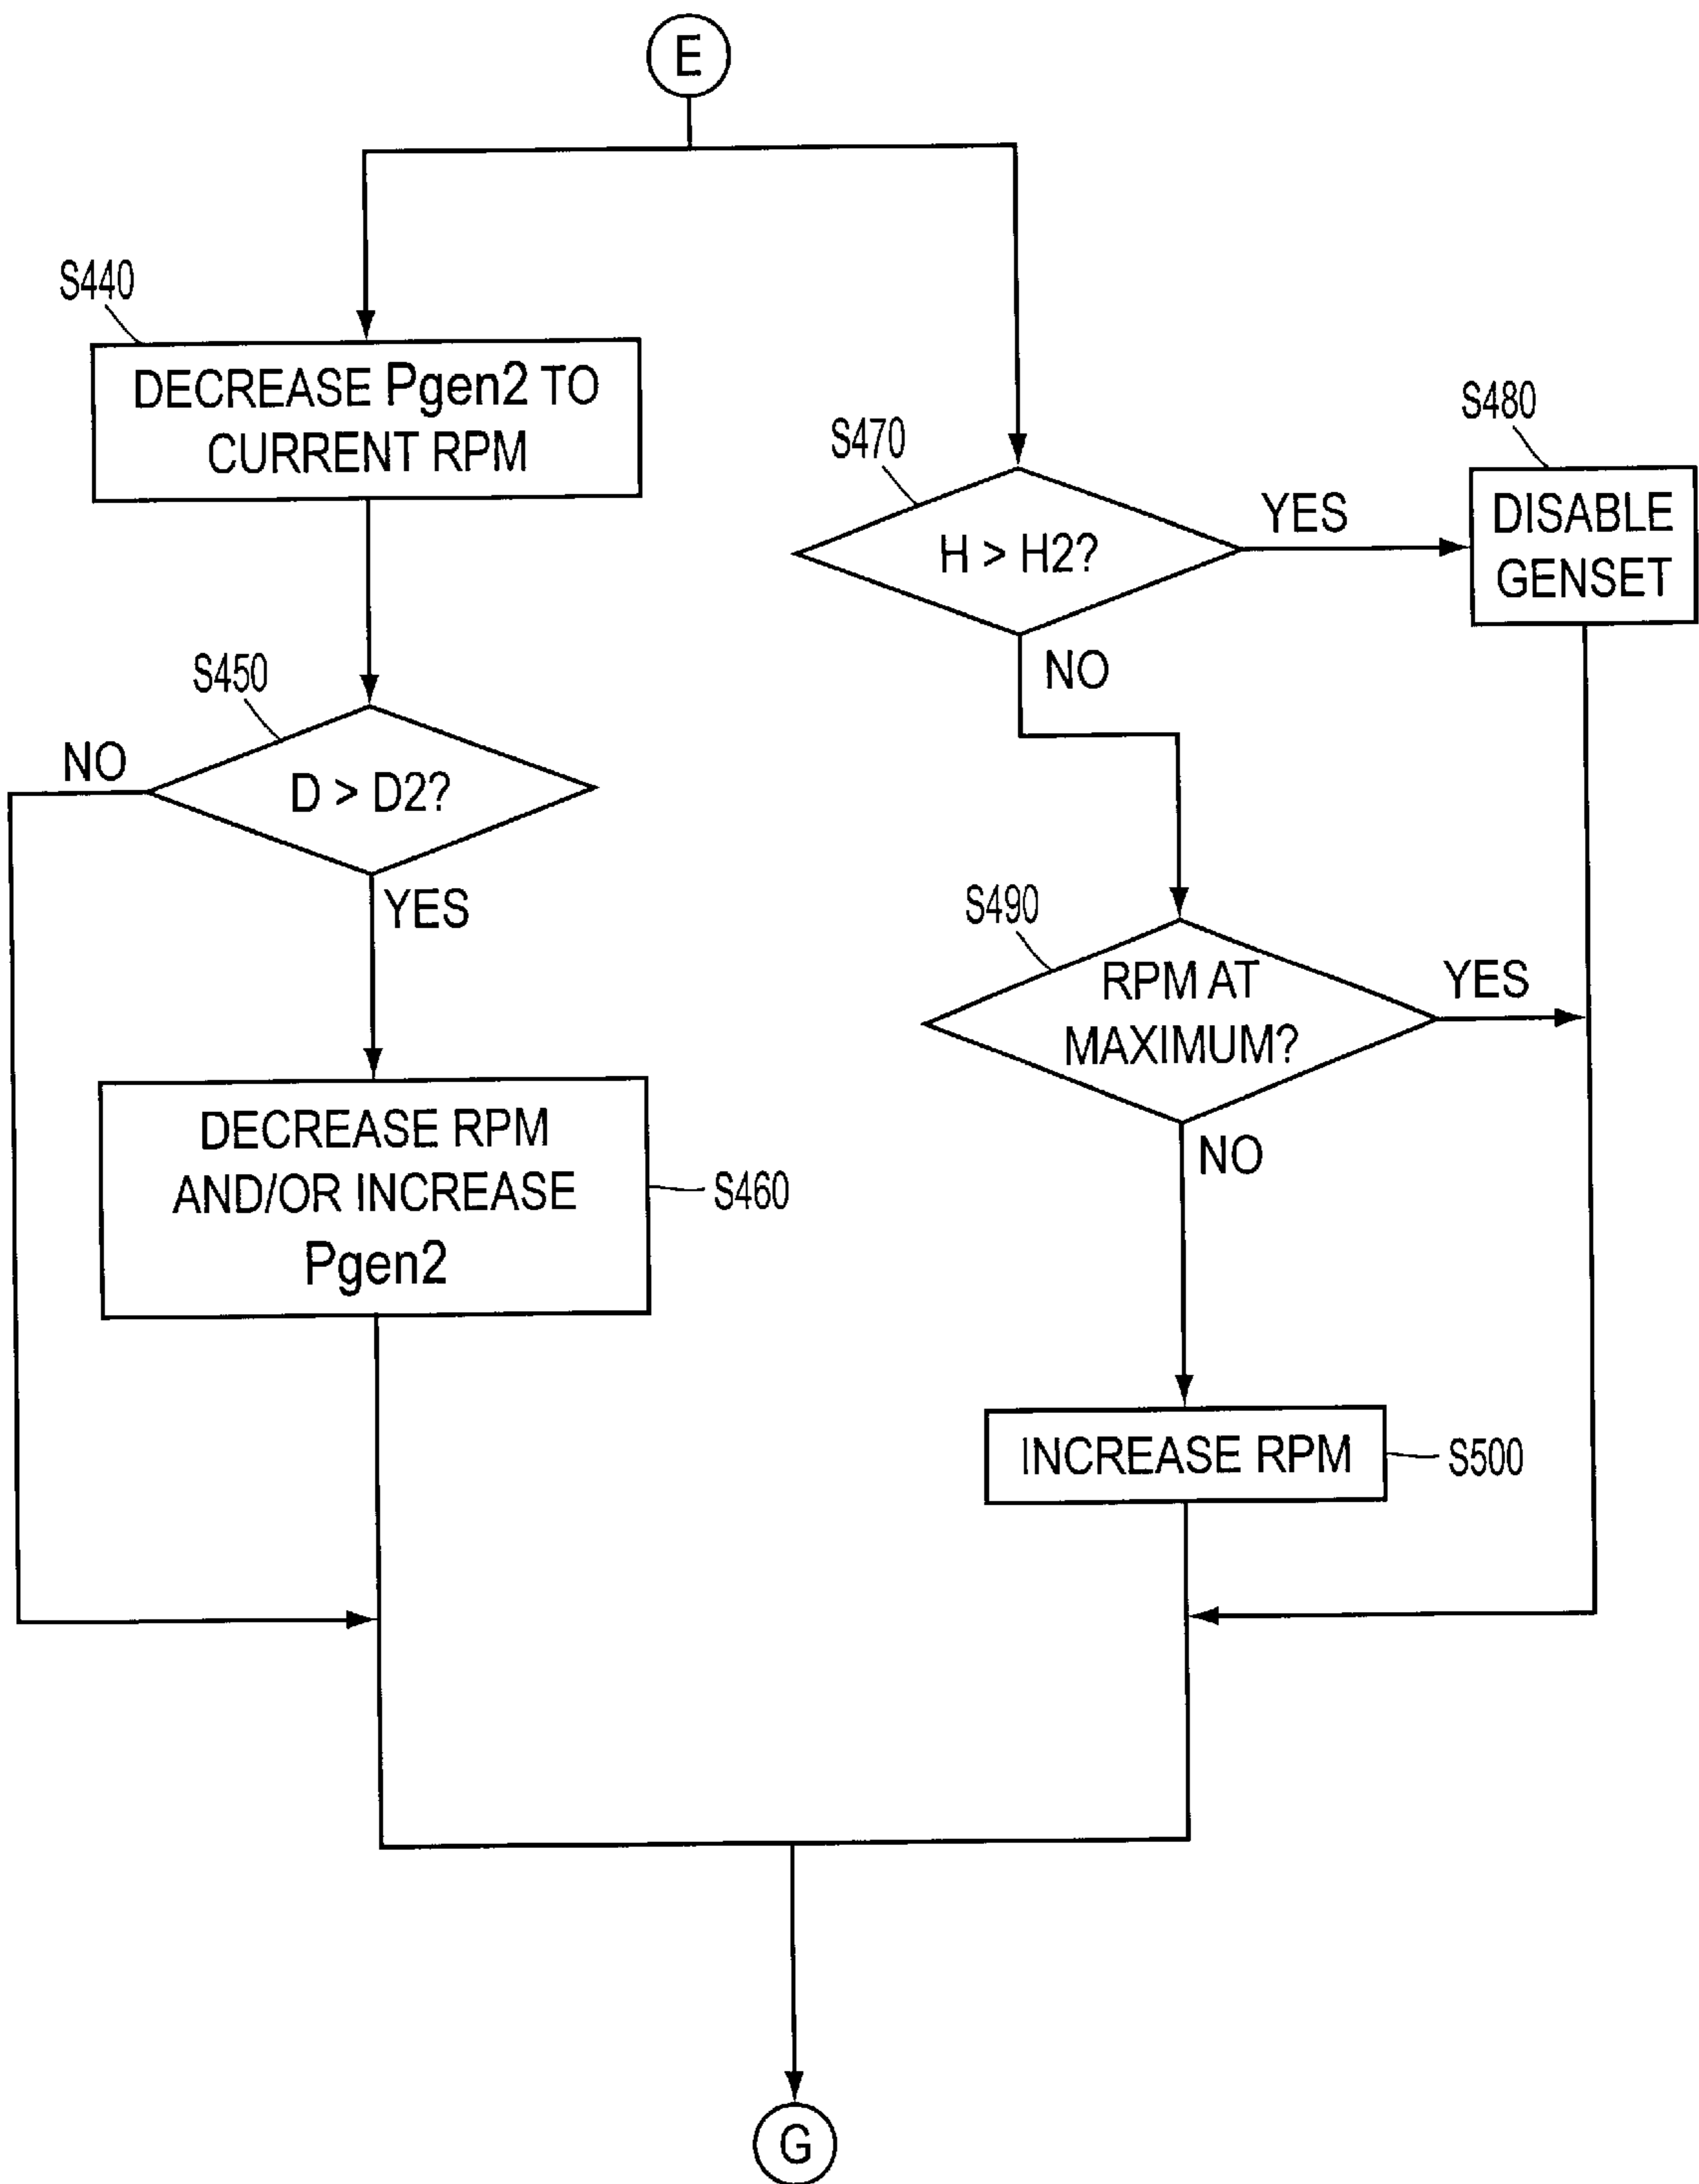 E
S440
DECREASE Pgen2 TO
CURRENT RPM
S450
D > D2?
NO
YES
DECREASE RPM
AND/OR INCREASE
Pgen2
S460
S470
H > H2?
YES
NO
S480
DISABLE
GENSET
S490
RPM AT
MAXIMUM?
YES
NO
INCREASE RPM
S500
G